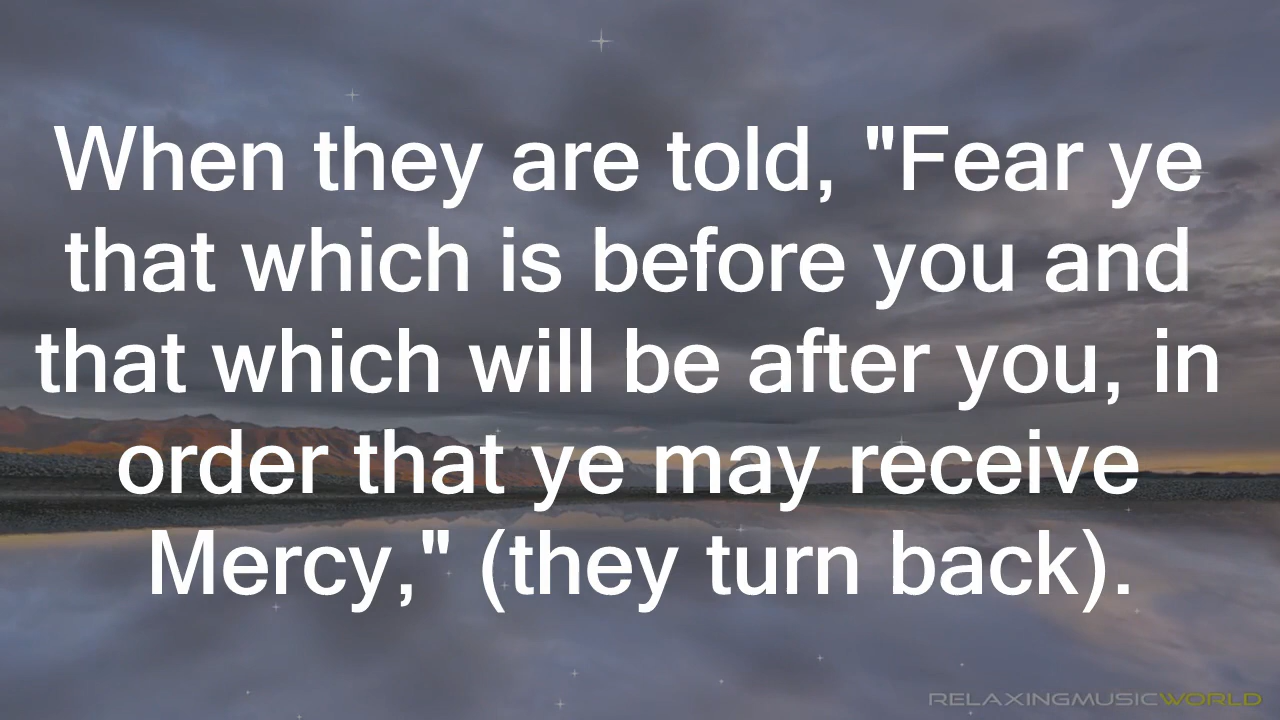 When they are told, "Fear ye
that which is before you and
that which will be after you, in
order that ye may receive
Mercy," (they turn back).
RELAXINGMUSICWORLD